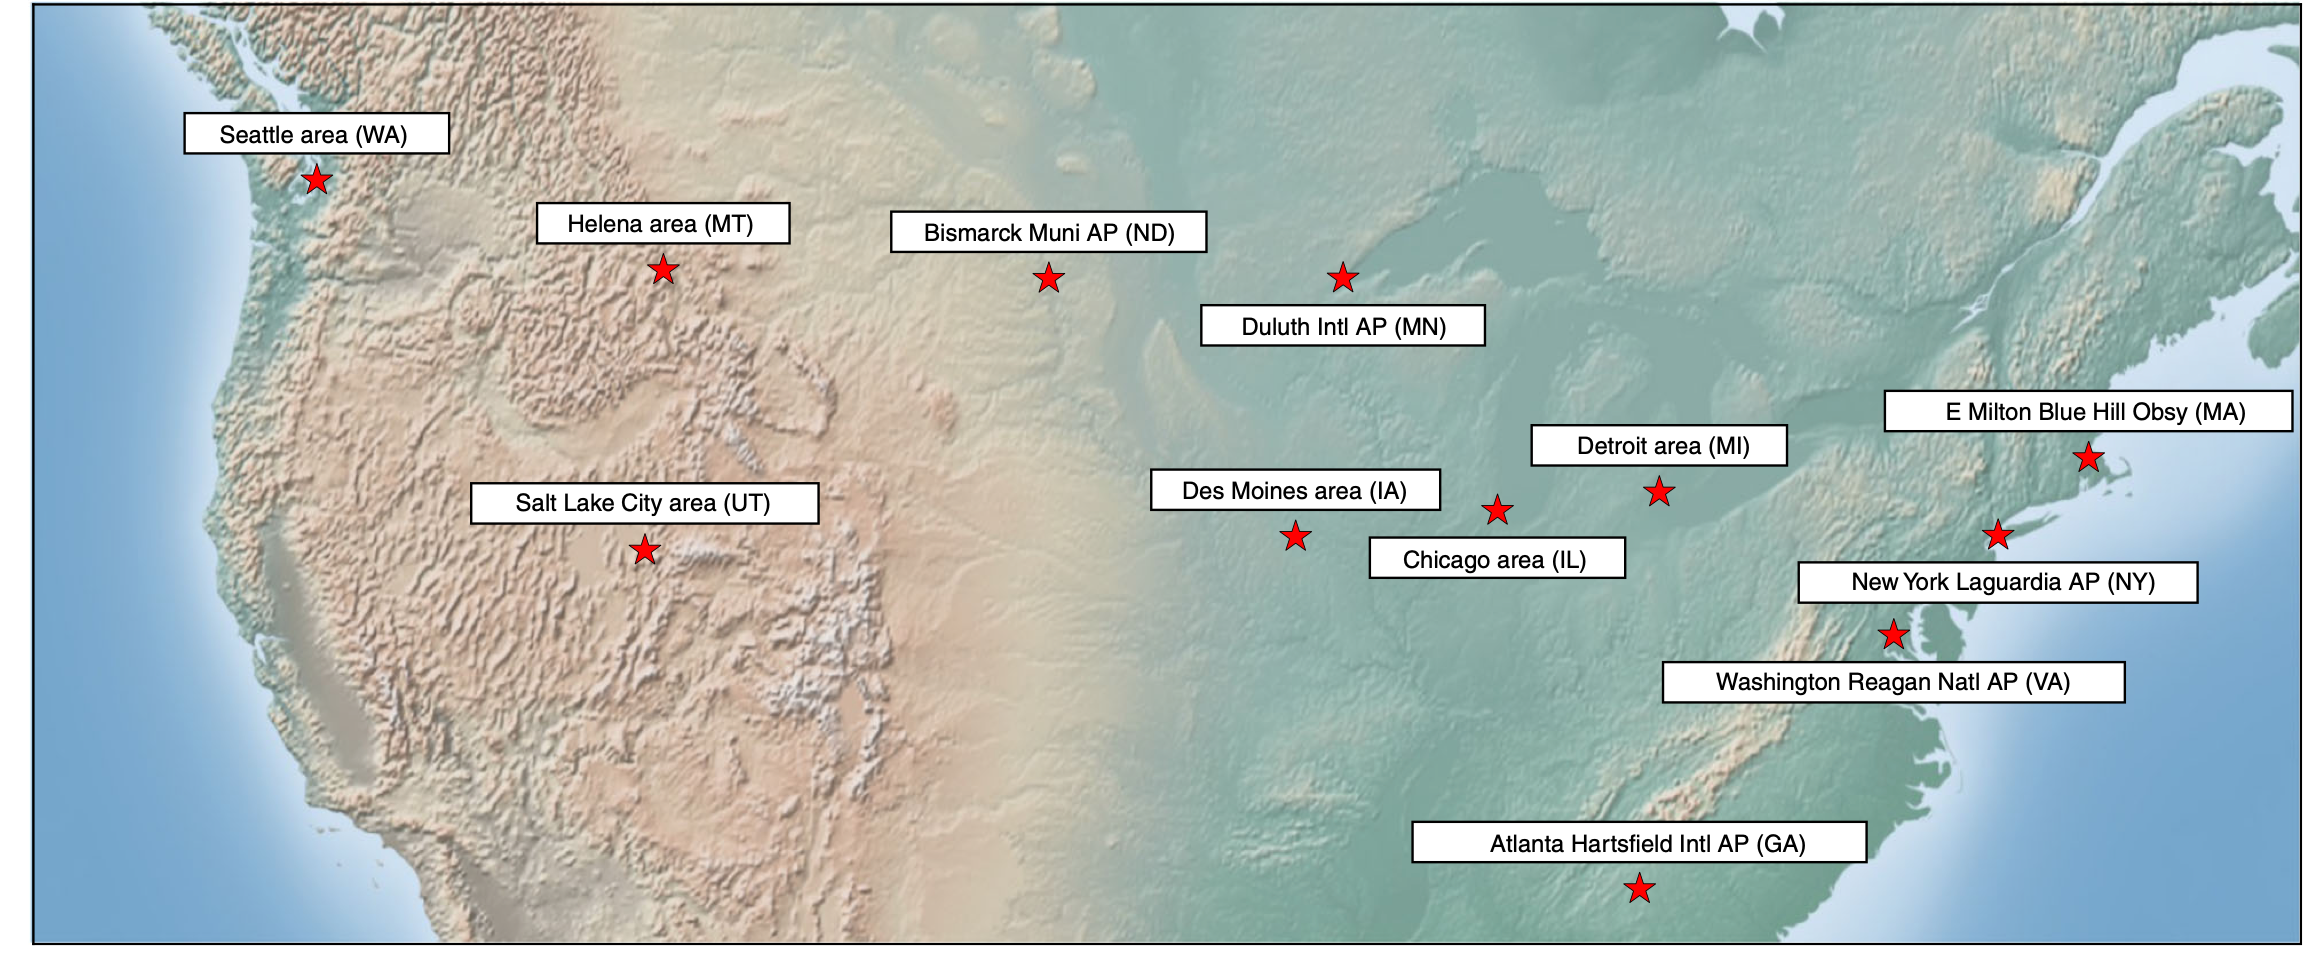 Seattle area (WA)
Helena area (MT)
Bismarck Muni AP (ND)
Duluth Intl AP (MN)
E Milton Blue Hill Obsy (MA)
Detroit area (MI)
Des Moines area (IA)
Salt Lake City area (UT)
Chicago area (IL)
New York Laguardia AP (NY)
Washington Reagan Natl AP (VA)
Atlanta Hartsfield Intl AP (GA)